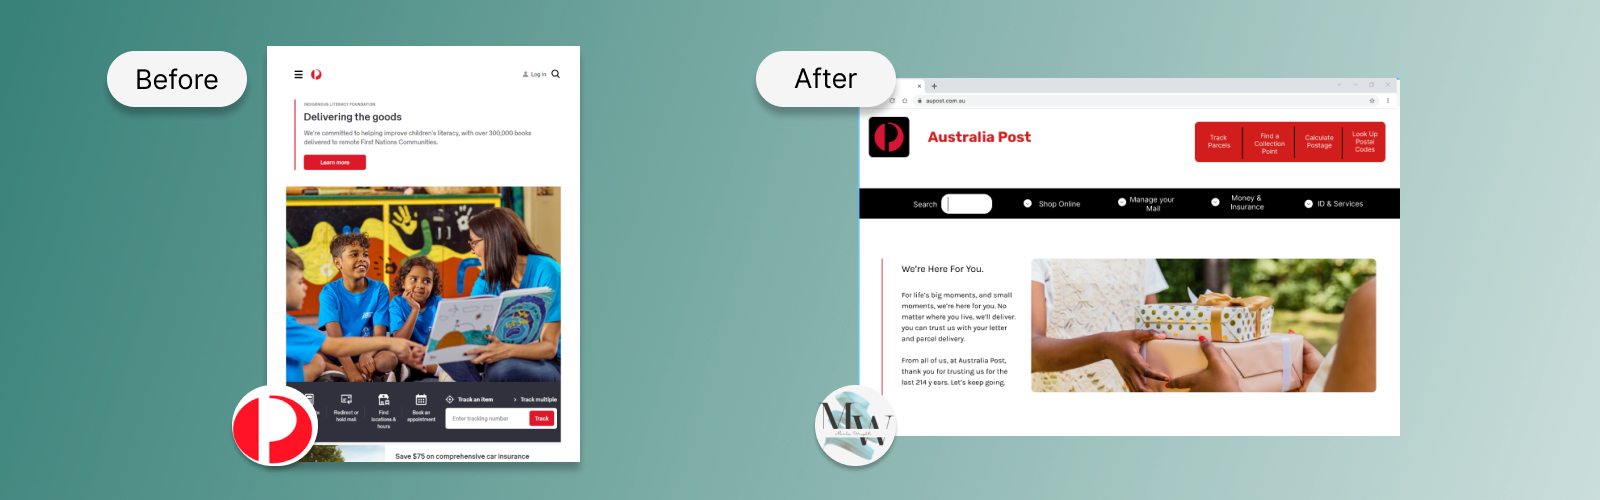 Before
Log in
INDIGENOUS LITERACY FOUNDATION
Delivering the goods
We're committed to helping improve children's literacy, with over 300,000 books
delivered to remote First Nations Communities.
Learn more
Redirect or
hold mail
Find
locations &
hours
Book an
appointment
Track an item
Track multiple
Enter tracking number
Track
Save $75 on comprehensive car insurance
After
aupost.com.au
Australia Post
Track
Parcels
Find a
Collection
Point
Calculate
Postage
Look Up
Postal
Codes
Search
Shop Online
Manage your
Mail
Money &
Insurance
ID & Services
We're Here For You.
For life's big moments, and small
moments, we're here for you. No
matter where you live, we'll deliver.
you can trust us with your letter
and parcel delivery.
From all of us, at Australia Post,
thank you for trusting us for the
last 214 y ears. Let's keep going.
MW